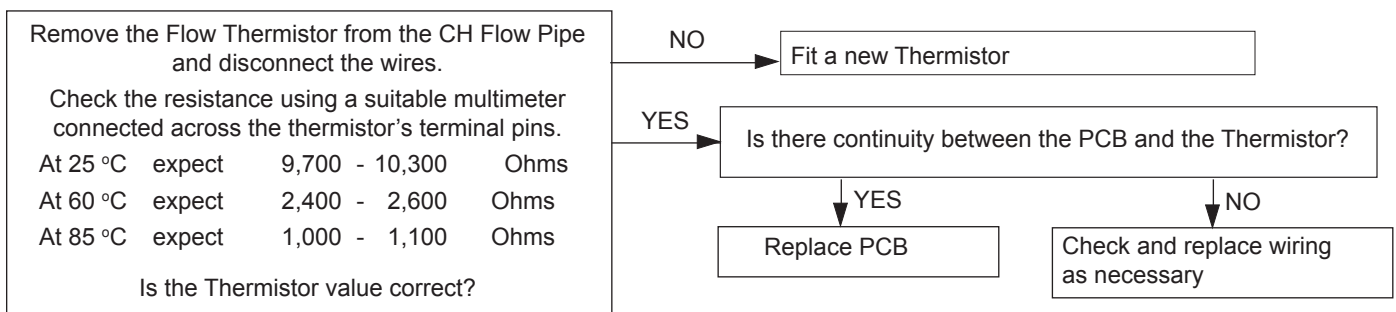 Remove the Flow Thermistor from the CH Flow Pipe
and disconnect the wires.
Check the resistance using a suitable multimeter
connected across the thermistor's terminal pins.
At 25 ºC expect 9,700 - 10,300 Ohms
At 60 ºC expect 2,400 - 2,600 Ohms
At 85 ºC expect 1,000 - 1,100 Ohms
Is the Thermistor value correct?
NO
Fit a new Thermistor
YES
Is there continuity between the PCB and the Thermistor?
YES
Replace PCB
NO
Check and replace wiring
as necessary